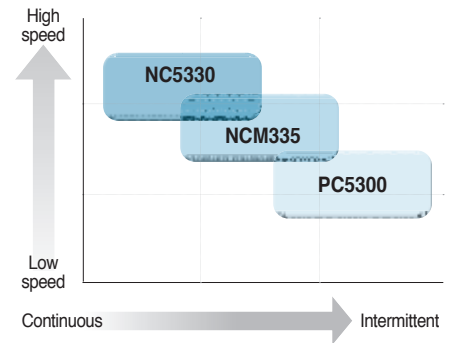 High
speed
NC5330
NCM335
PC5300
Low
speed
Continuous
Intermittent